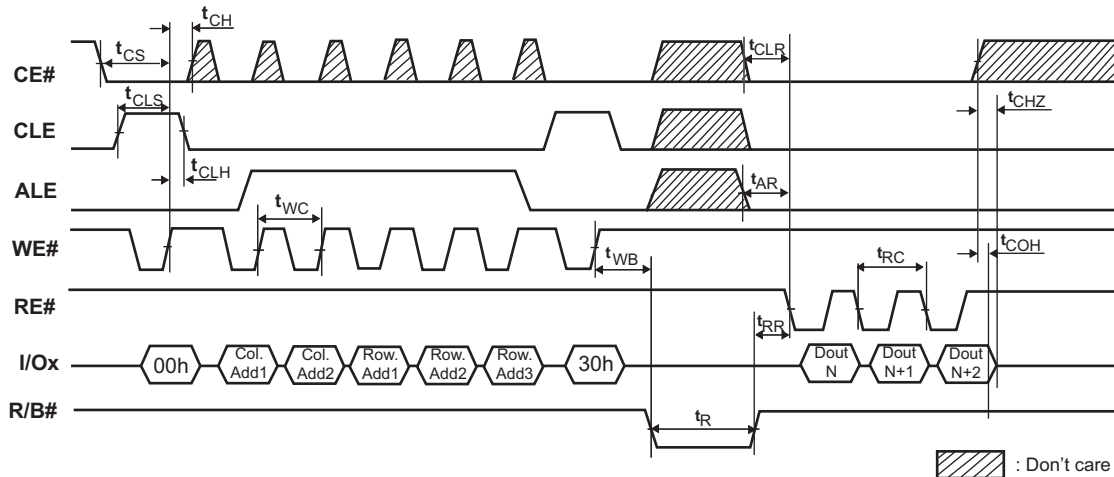 tCH
tCS
tCLR
CE#
tCLS
tCHZ
CLE
tCLH
tAR
ALE
tWC
WE#
tCOH
tWB
tRC
RE#
tRR
I/Ox
00h
Col. Add1
Col. Add2
Row. Add1
Row. Add2
Row. Add3
30h
Dout N
Dout N+1
Dout N+2
R/B#
tR
: Don't care